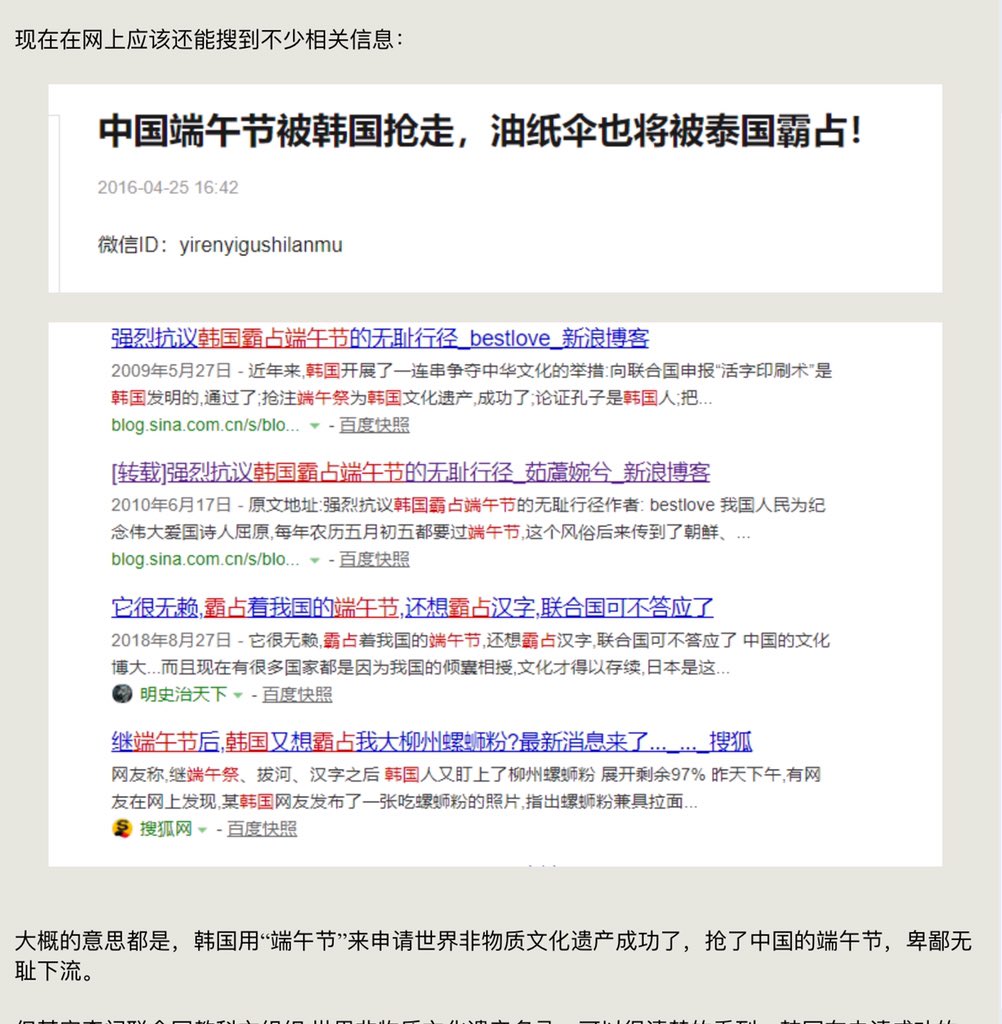 现在在网上应该还能搜到不少相关信息：
中国端午节被韩国抢走，油纸伞也将被泰国霸占！
2016-04-25 16:42
微信ID：yirenyigushilanmu
强烈抗议韩国霸占端午节的无耻行径_bestlove_新浪博客
2009年5月27日 - 近年来,韩国开展了一连串争夺中华文化的举措:向联合国申报“活字印刷术”是
韩国发明的,通过了;抢注端午祭为韩国文化遗产,成功了;论证孔子是韩国人;把...
blog.sina.com.cn/s/blo... - 百度快照
[转载]强烈抗议韩国霸占端午节的无耻行径_茹蘆婉兮_新浪博客
2010年6月17日 - 原文地址:强烈抗议韩国霸占端午节的无耻行径作者: bestlove 我国人民为纪
念伟大爱国诗人屈原,每年农历五月初五都要过端午节,这个风俗后来传到了朝鲜、...
blog.sina.com.cn/s/blo... - 百度快照
它很无赖,霸占着我国的端午节,还想霸占汉字,联合国可不答应了
2018年8月27日 - 它很无赖,霸占着我国的端午节,还想霸占汉字,联合国可不答应了 中国的文化
博大...而且现在有很多国家都是因为我国的倾囊相授,文化才得以存续,日本是这...
明史治天下 - 百度快照
继端午节后,韩国又想霸占我大柳州螺蛳粉?最新消息来了..._..._搜狐
网友称,继端午祭、拔河、汉字之后 韩国人又盯上了柳州螺蛳粉 展开剩余97% 昨天下午,有网
友在网上发现,某韩国网友发布了一张吃螺蛳粉的照片,指出螺蛳粉兼具拉面...
搜狐网 - 百度快照
大概的意思都是，韩国用“端午节”来申请世界非物质文化遗产成功了，抢了中国的端午节，卑鄙无
耻下流。